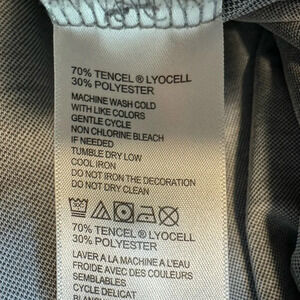 70% TENCEL ® LYOCELL
30% POLYESTER
MACHINE WASH COLD
WITH LIKE COLORS
GENTLE CYCLE
NON CHLORINE BLEACH
IF NEEDED
TUMBLE DRY LOW
COOL IRON
DO NOT IRON THE DECORATION
DO NOT DRY CLEAN
70% TENCEL ® LYOCELL
30% POLYESTER
LAVER A LA MACHINE A L'EAU
FROIDE AVEC DES COULEURS
SEMBLABLES
CYCLE DELICAT